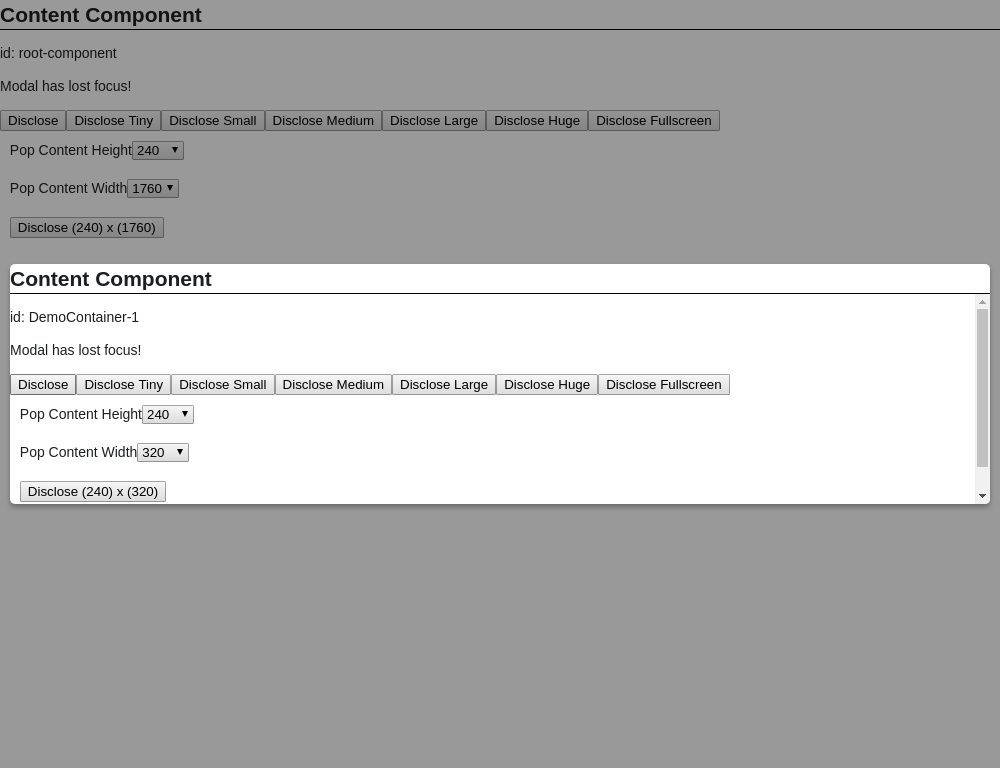 Content Component
id: root-component
Modal has lost focus!
Disclose Disclose Tiny Disclose Small Disclose Medium Disclose Large Disclose Huge Disclose Fullscreen
Pop Content Height 240
Pop Content Width 1760
Disclose (240) x (1760)
Content Component
id: DemoContainer-1
Modal has lost focus!
Disclose Disclose Tiny Disclose Small Disclose Medium Disclose Large Disclose Huge Disclose Fullscreen
Pop Content Height 240
Pop Content Width 320
Disclose (240) x (320)